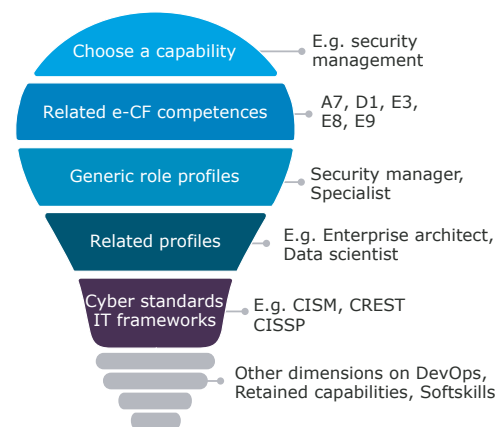 Choose a capability
E.g. security
management
Related e-CF competences
A7, D1, E3,
E8, E9
Generic role profiles
Security manager,
Specialist
Related profiles
E.g. Enterprise architect,
Data scientist
Cyber standards
IT frameworks
E.g. CISM, CREST
CISSP
Other dimensions on DevOps,
Retained capabilities, Softskills